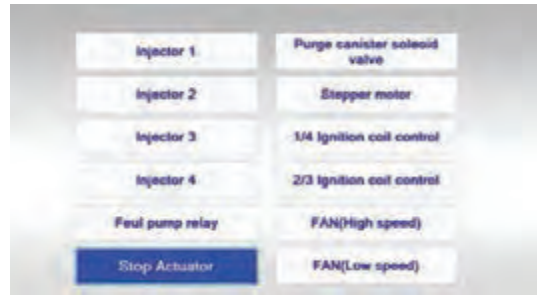 Injector 1
Purge canister soleoid
valve
Injector 2
Stepper motor
Injector 3
1/4 Ignition coil control
Injector 4
2/3 Ignition coil control
Feul pump relay
FAN(High speed)
Stop Actuator
FAN(Low speed)